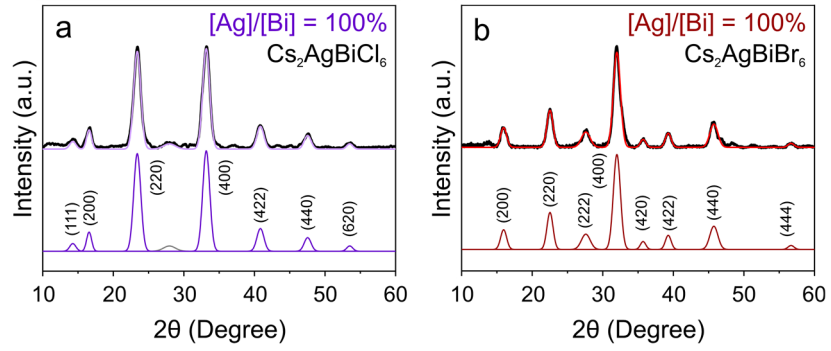 a
[Ag]/[Bi] = 100%
Cs₂AgBiCl₆
Intensity (a.u.)
(111)
(200)
(220)
(400)
(422)
(440)
(620)
10 20 30 40 50 60
2θ (Degree)
b
[Ag]/[Bi] = 100%
Cs₂AgBiBr₆
Intensity (a.u.)
(200)
(220)
(222)
(400)
(420)
(422)
(440)
(444)
10 20 30 40 50 60
2θ (Degree)